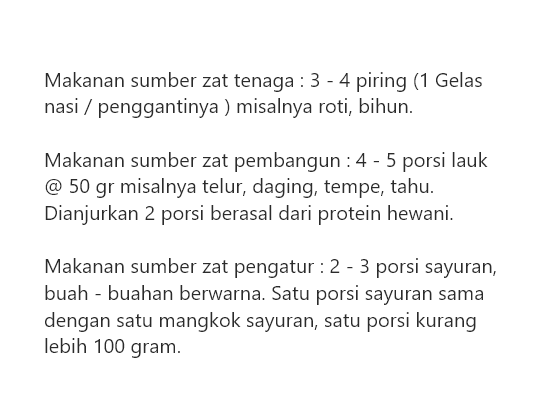 Makanan sumber zat tenaga : 3 - 4 piring (1 Gelas
nasi / penggantinya ) misalnya roti, bihun.
Makanan sumber zat pembangun : 4 - 5 porsi lauk
@ 50 gr misalnya telur, daging, tempe, tahu.
Dianjurkan 2 porsi berasal dari protein hewani.
Makanan sumber zat pengatur : 2 - 3 porsi sayuran,
buah - buahan berwarna. Satu porsi sayuran sama
dengan satu mangkok sayuran, satu porsi kurang
lebih 100 gram.